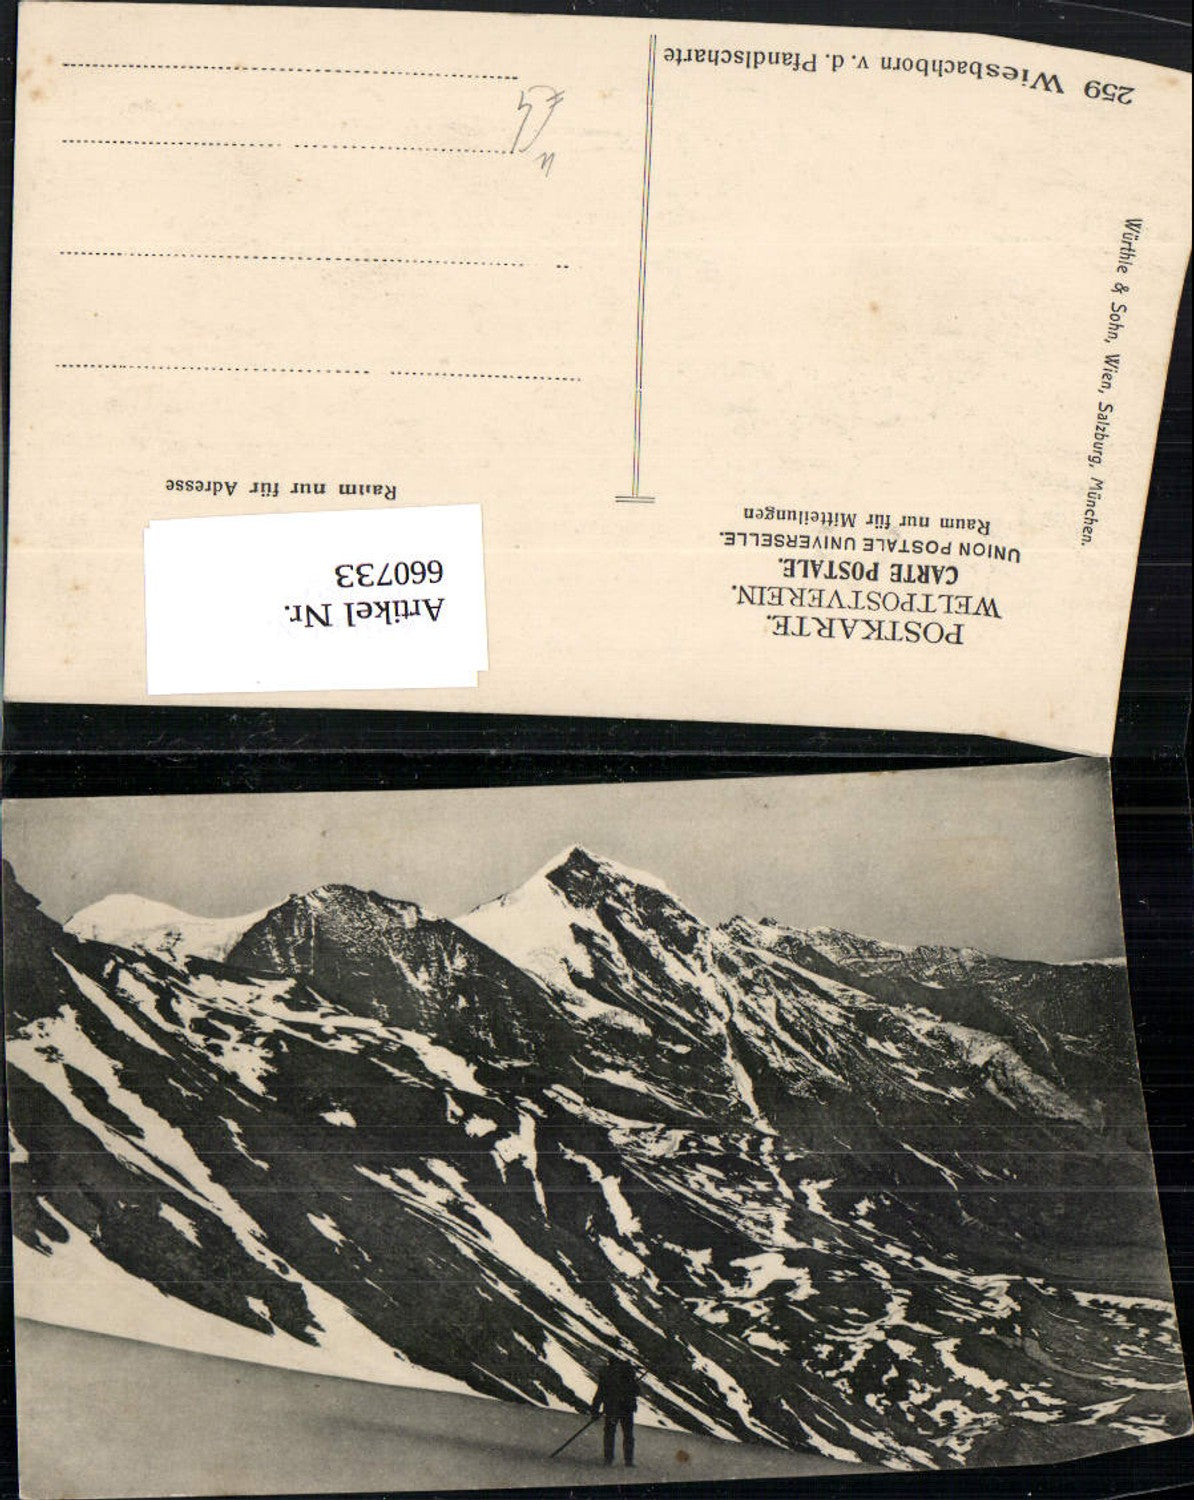 POSTKARTE.
WELTPOSTVEREIN.
CARTE POSTALE.
UNION POSTALE UNIVERSELLE.
Raum nur für Mitteilungen
Raum nur für Adresse
Artikel Nr.
660733
Würthle & Sohn, Wien, Salzburg, München.
259 Wiesbachhorn v. d. Pfandlscharte